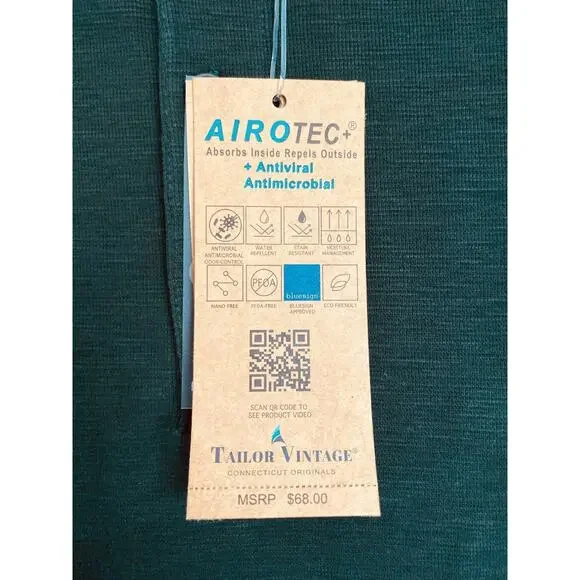 AIROTEC+®
Absorbs Inside Repels Outside
+ Antiviral
Antimicrobial
ANTIVIRAL
ANTIMICROBIAL
ODOR-CONTROL
WATER
REPELLENT
STAIN
RESISTANT
MOISTURE
MANAGEMENT
PFOA
bluesign
NANO FREE
PFOA-FREE
BLUESIGN
APPROVED
ECO-FRIENDLY
SCAN QR CODE TO
SEE PRODUCT VIDEO
TAILOR VINTAGE®
CONNECTICUT ORIGINALS
MSRP $68.00